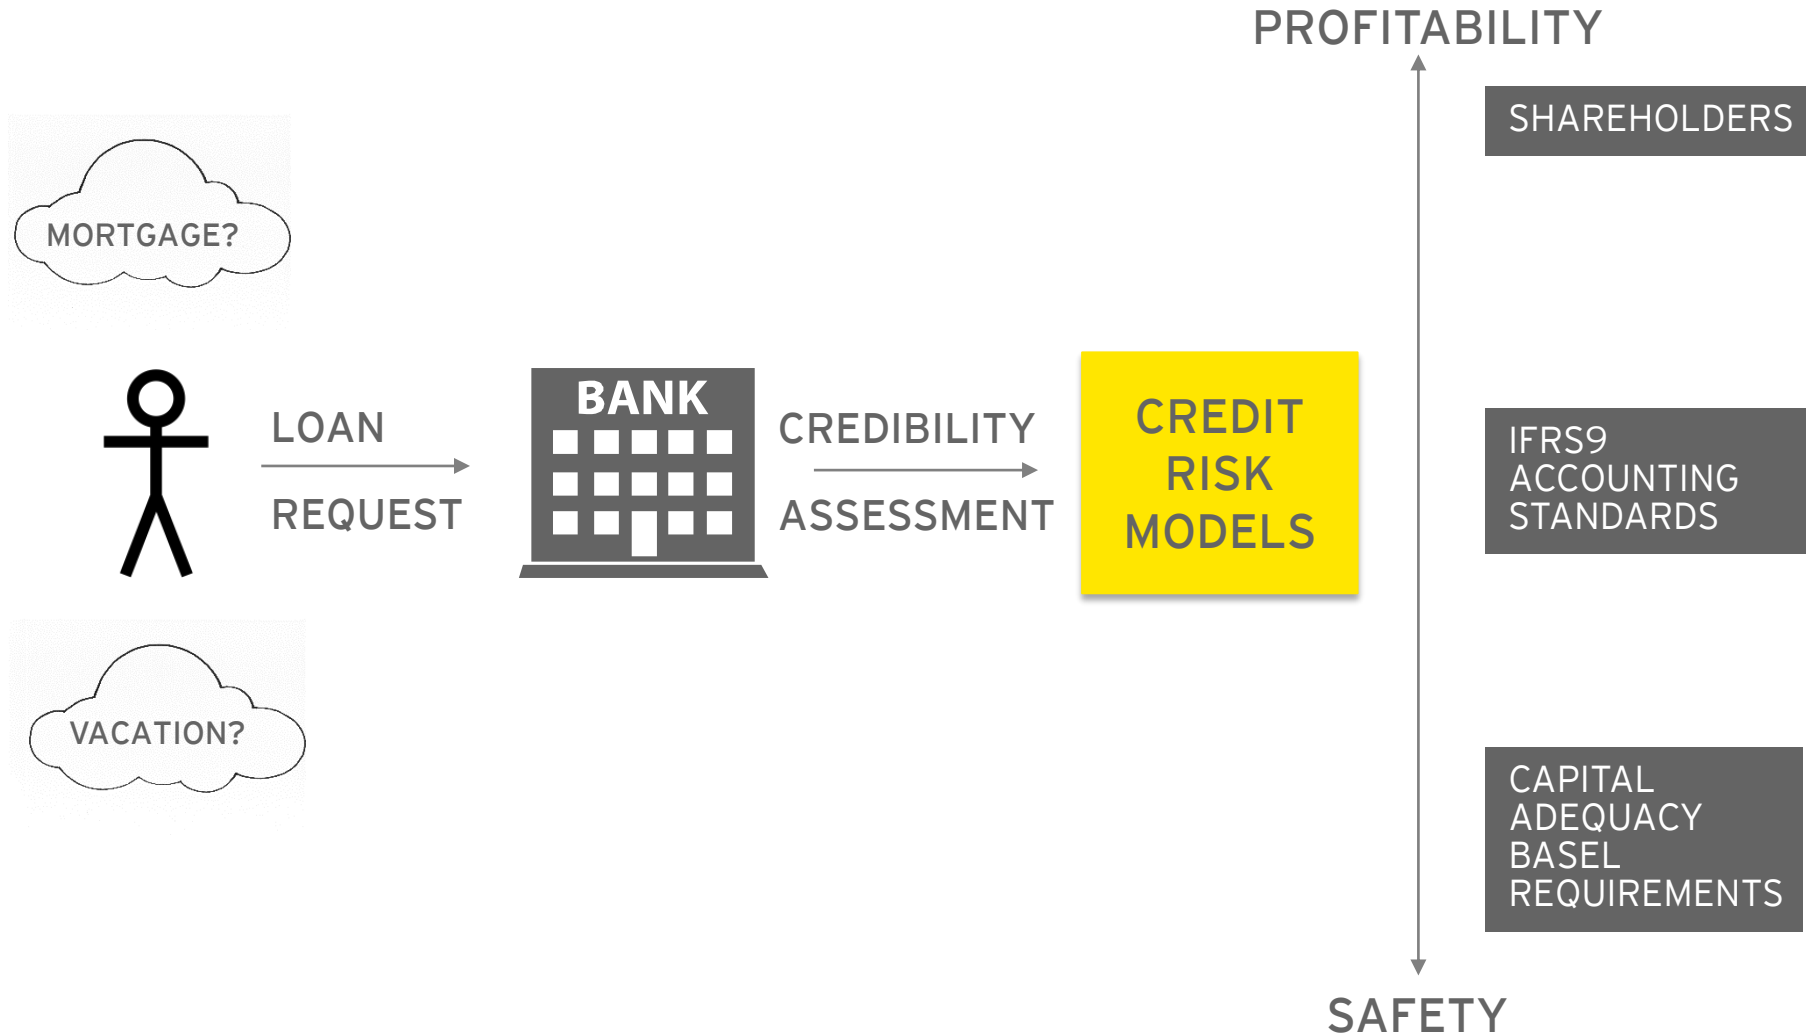 MORTGAGE?
LOAN
REQUEST
VACATION?
BANK
CREDIBILITY
ASSESSMENT
CREDIT
RISK
MODELS
PROFITABILITY
SHAREHOLDERS
IFRS9
ACCOUNTING
STANDARDS
CAPITAL
ADEQUACY
BASEL
REQUIREMENTS
SAFETY